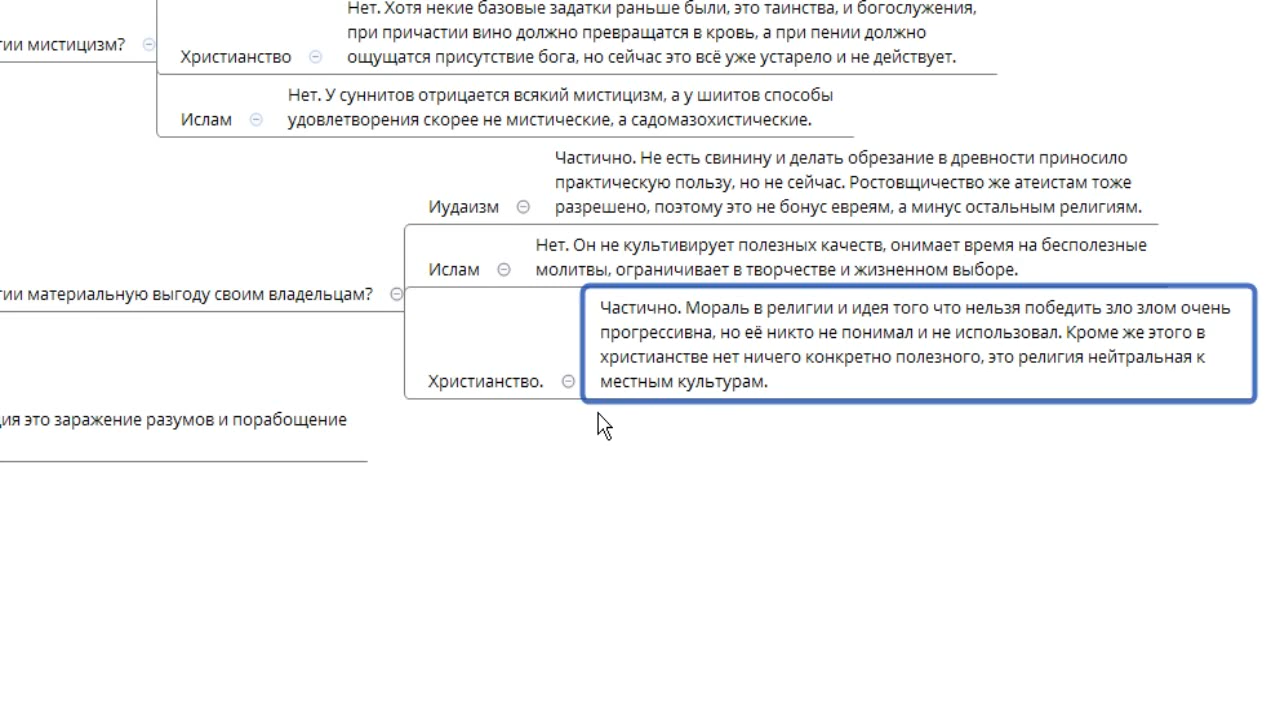 Нет. Хотя некие базовые задатки раньше были, это таинства, и богослужения,
при причастии вино должно превращатся в кровь, а при пении должно
ощущатся присутствие бога, но сейчас это всё уже устарело и не действует.
гии мистицизм?
Христианство
Нет. У суннитов отрицается всякий мистицизм, а у шиитов способы
удовлетворения скорее не мистические, а садомазохистические.
Ислам
Частично. Не есть свинину и делать обрезание в древности приносило
практическую пользу, но не сейчас. Ростовщичество же атеистам тоже
разрешено, поэтому это не бонус евреям, а минус остальным религиям.
Иудаизм
Нет. Он не культивирует полезных качеств, онимает время на бесполезные
молитвы, ограничивает в творчестве и жизненном выборе.
Ислам
гии материальную выгоду своим владельцам?
Частично. Мораль в религии и идея того что нельзя победить зло злом очень
прогрессивна, но её никто не понимал и не использовал. Кроме же этого в
христианстве нет ничего конкретно полезного, это религия нейтральная к
местным культурам.
Христианство.
ия это заражение разумов и порабощение